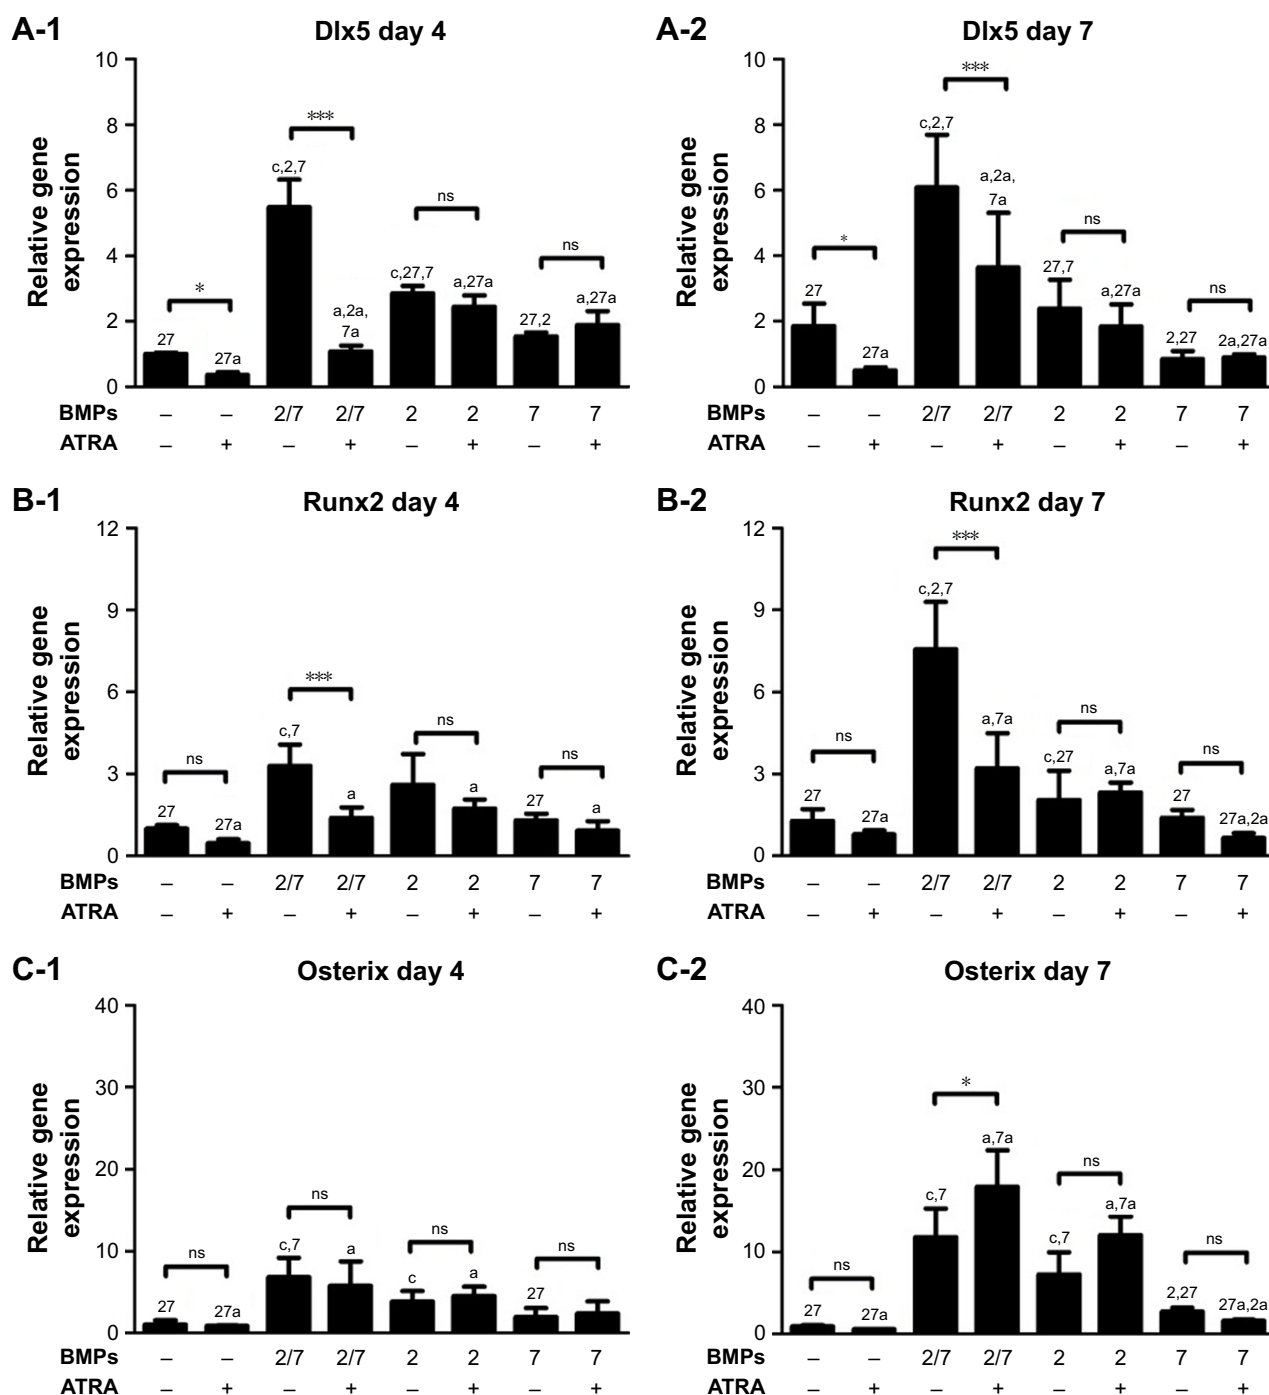 A-1
Dlx5 day 4
Relative gene
expression
10
8
6
4
2
0
*
***
ns
ns
27
27a
c,2,7
a,2a,
7a
c,27,7
a,27a
27,2
a,27a
BMPs – – 2/7 2/7 2 2 7 7
ATRA – + – + – + – +
A-2
Dlx5 day 7
Relative gene
expression
10
8
6
4
2
0
*
***
ns
ns
27
27a
c,2,7
a,2a,
7a
27,7
a,27a
2,27
2a,27a
BMPs – – 2/7 2/7 2 2 7 7
ATRA – + – + – + – +
B-1
Runx2 day 4
Relative gene
expression
12
9
6
3
0
ns
***
ns
ns
27
27a
c,7
a
a
27
a
BMPs – – 2/7 2/7 2 2 7 7
ATRA – + – + – + – +
B-2
Runx2 day 7
Relative gene
expression
12
9
6
3
0
ns
***
ns
ns
27
27a
c,2,7
a,7a
c,27
a,7a
27
27a,2a
BMPs – – 2/7 2/7 2 2 7 7
ATRA – + – + – + – +
C-1
Osterix day 4
Relative gene
expression
40
30
20
10
0
ns
ns
ns
ns
27
27a
c,7
a
c
a
27
BMPs – – 2/7 2/7 2 2 7 7
ATRA – + – + – + – +
C-2
Osterix day 7
Relative gene
expression
40
30
20
10
0
ns
*
ns
ns
27
27a
c,7
a,7a
c,7
a,7a
2,27
27a,2a
BMPs – – 2/7 2/7 2 2 7 7
ATRA – + – + – + – +